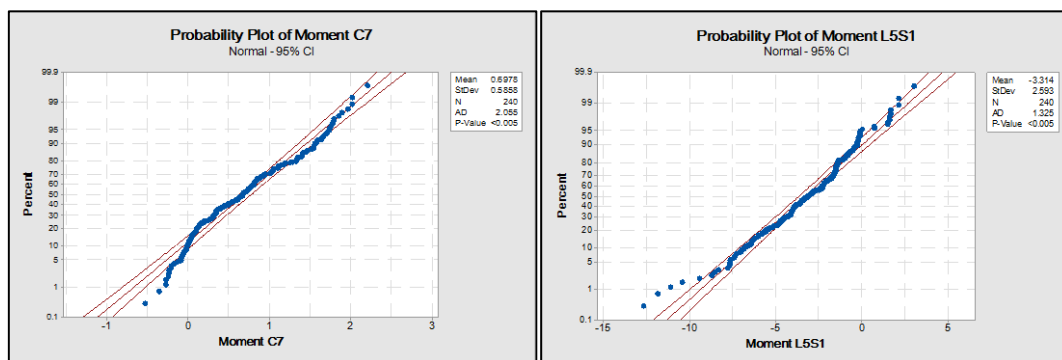 Probability Plot of Moment C7
Normal - 95% CI
99.9
99
95
90
80
70
60
50
40
30
20
10
5
1
0.1
Percent
-1
0
1
2
3
Moment C7
Mean 0.6978
StDev 0.5858
N 240
AD 2.055
P-Value <0.005
Probability Plot of Moment L5S1
Normal - 95% CI
99.9
99
95
90
80
70
60
50
40
30
20
10
5
1
0.1
Percent
-15
-10
-5
0
5
Moment L5S1
Mean -3.314
StDev 2.593
N 240
AD 1.325
P-Value <0.005